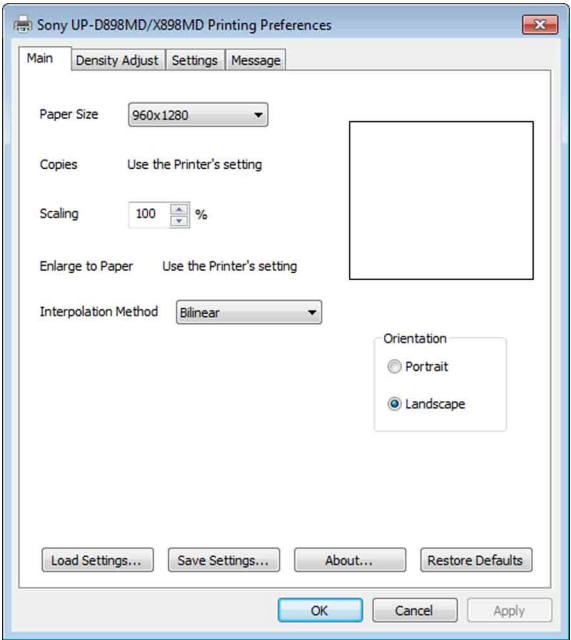 Sony UP-D898MD/X898MD Printing Preferences
Main Density Adjust Settings Message
Paper Size 960x1280
Copies Use the Printer's setting
Scaling 100 %
Enlarge to Paper Use the Printer's setting
Interpolation Method Bilinear
Orientation
Portrait
Landscape
Load Settings... Save Settings... About... Restore Defaults
OK Cancel Apply